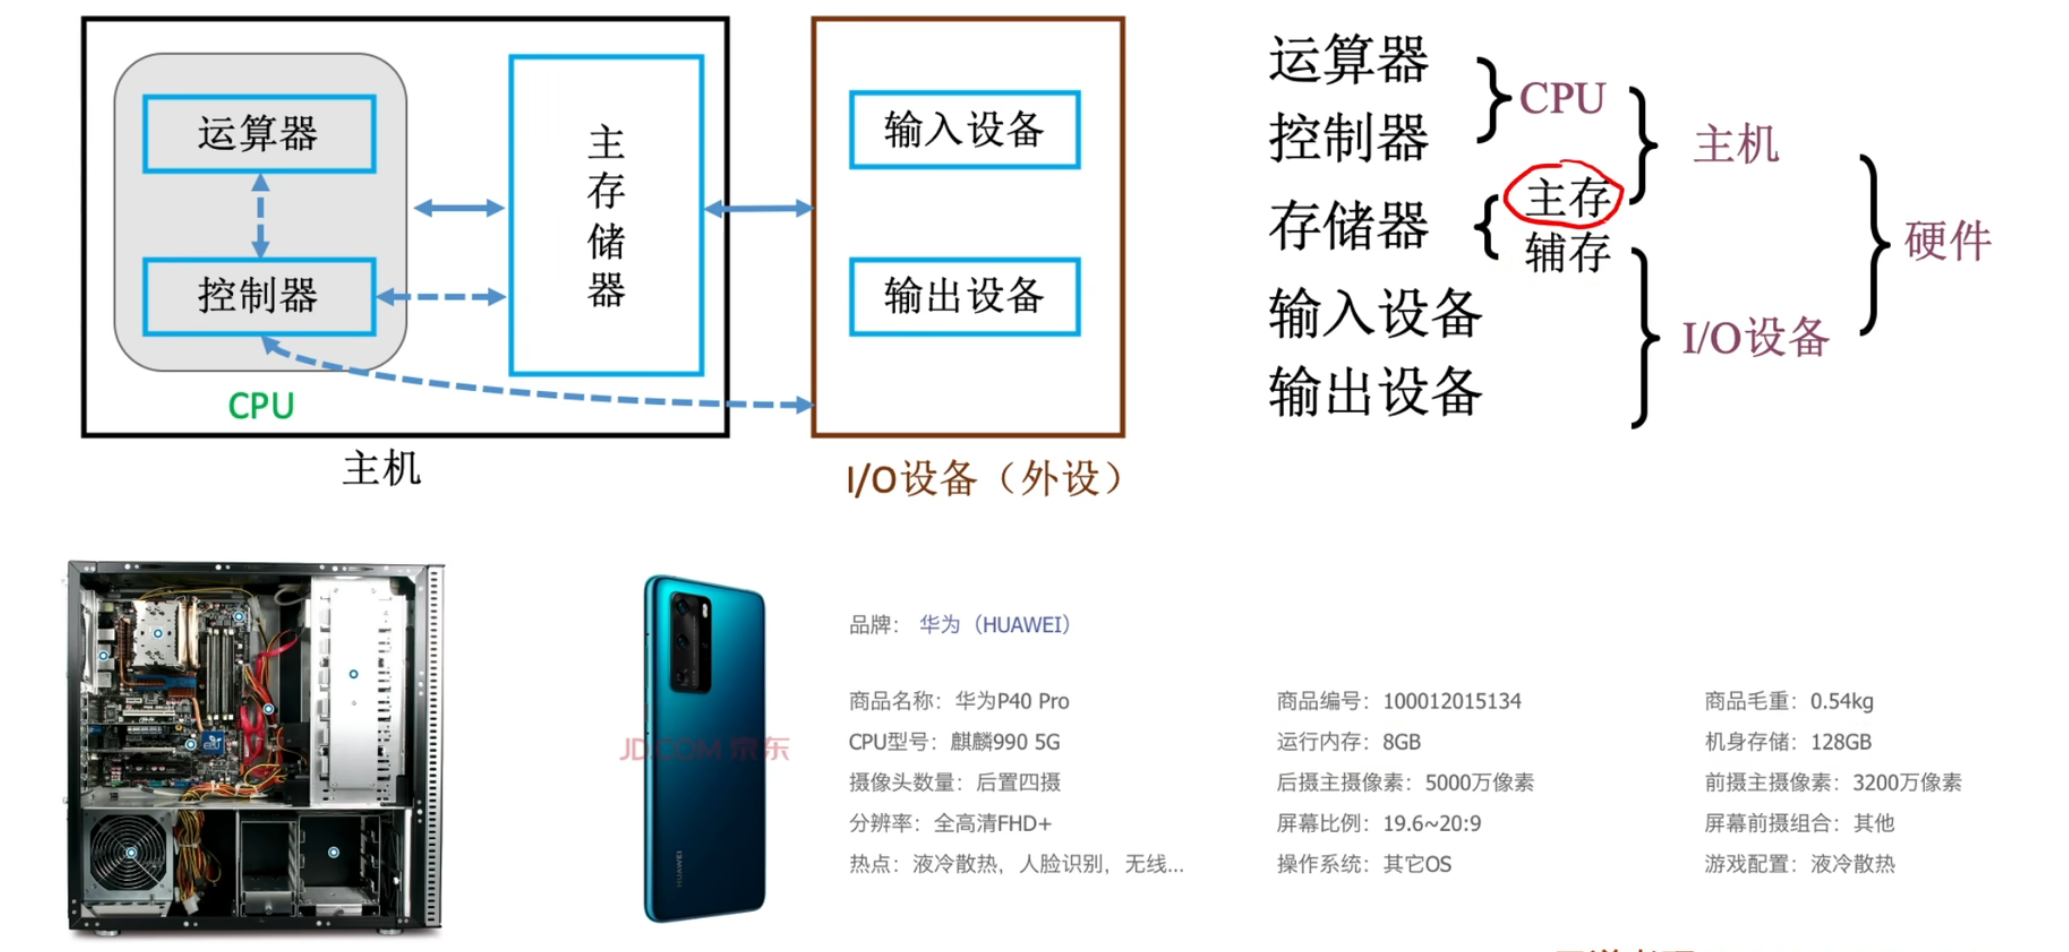 运算器
控制器
CPU
主存储器
主机
输入设备
输出设备
I/O设备（外设）
运算器
控制器
存储器
输入设备
输出设备
CPU
主存
辅存
主机
I/O设备
硬件
JD.COM 京东
HUAWEI
品牌： 华为（HUAWEI）
商品名称：华为P40 Pro 商品编号：100012015134 商品毛重：0.54kg
CPU型号：麒麟990 5G 运行内存：8GB 机身存储：128GB
摄像头数量：后置四摄 后摄主摄像素：5000万像素 前摄主摄像素：3200万像素
分辨率：全高清FHD+ 屏幕比例：19.6~20:9 屏幕前摄组合：其他
热点：液冷散热，人脸识别，无线... 操作系统：其它OS 游戏配置：液冷散热